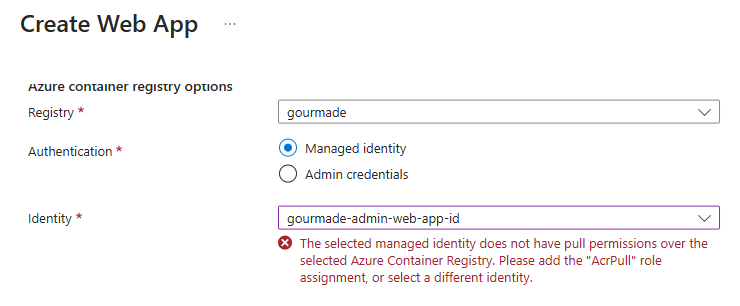 Create Web App ...
Azure container registry options
Registry *
gourmade
Authentication *
Managed identity
Admin credentials
Identity *
gourmade-admin-web-app-id
The selected managed identity does not have pull permissions over the
selected Azure Container Registry. Please add the "AcrPull" role
assignment, or select a different identity.